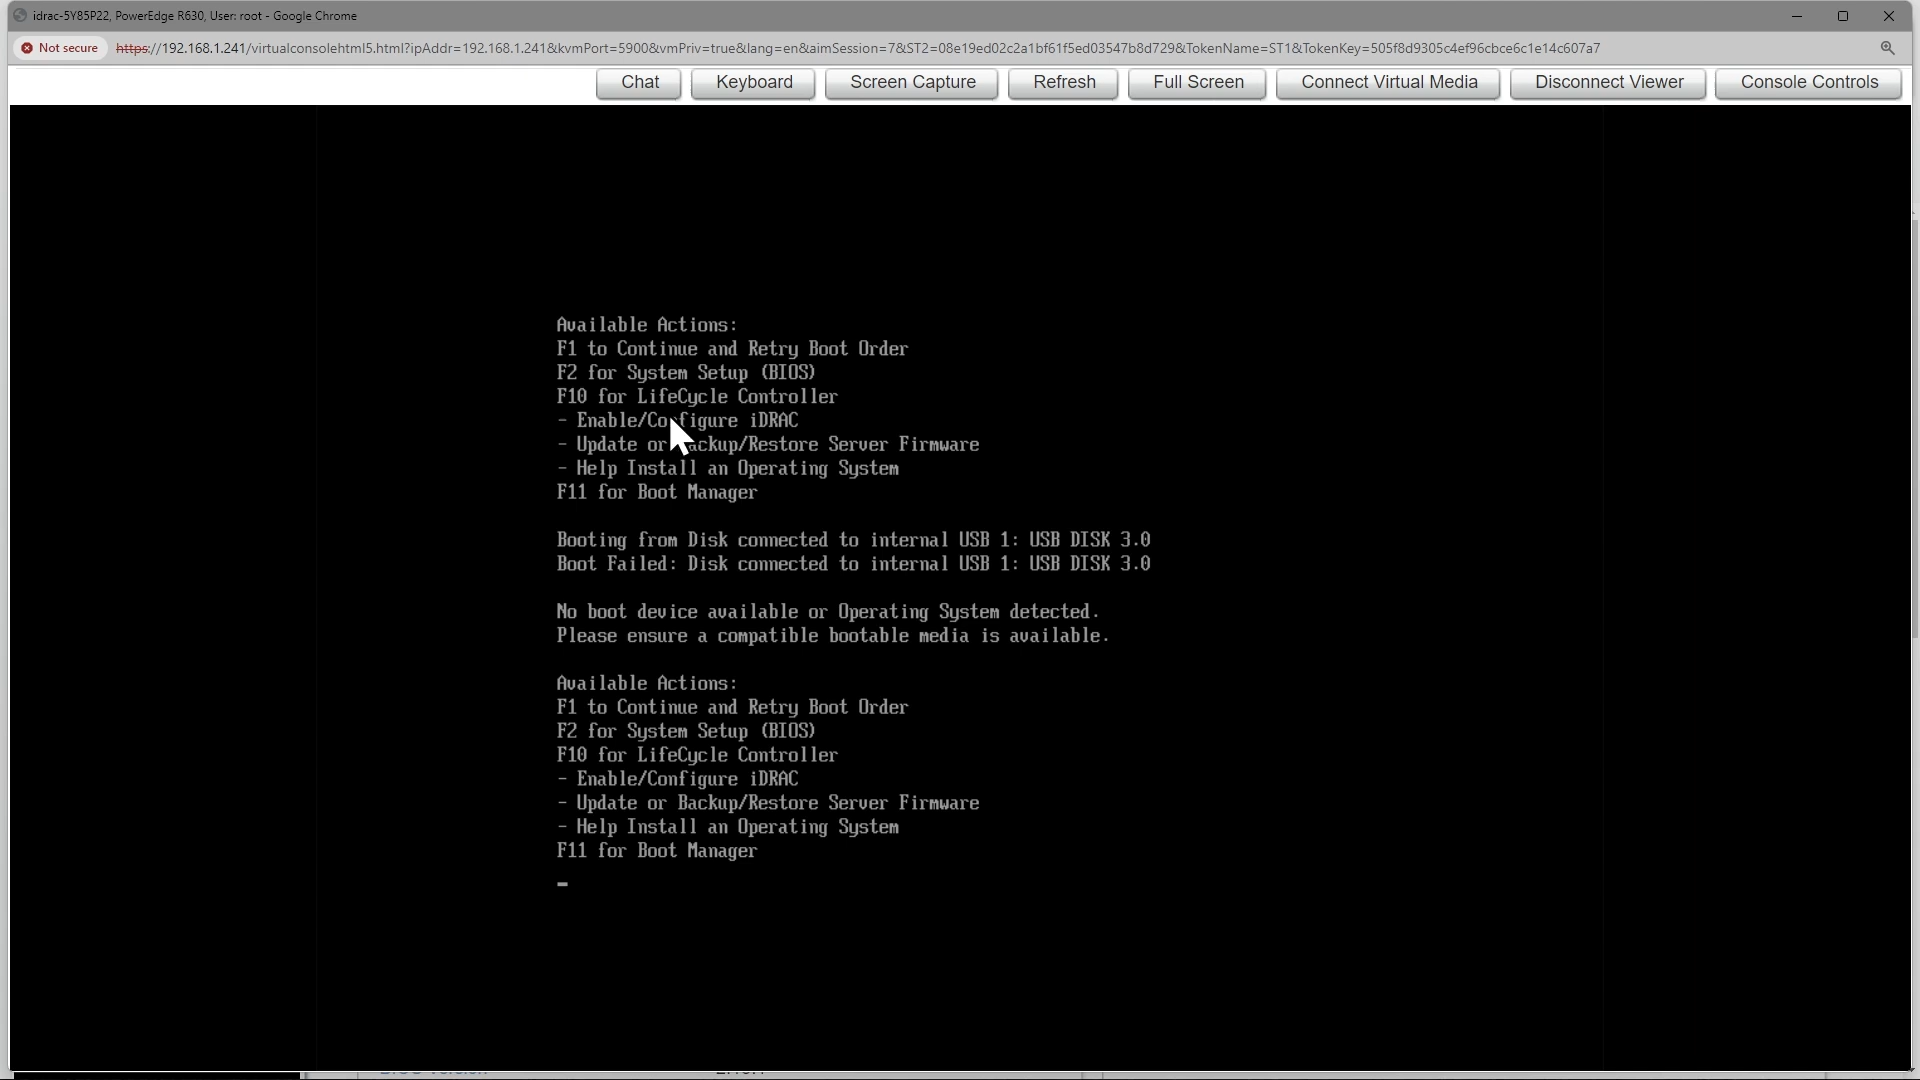 idrac-5Y85P22, PowerEdge R630, User: root - Google Chrome
Not secure https://192.168.1.241/virtualconsolehtml5.html?ipAddr=192.168.1.241&kvmPort=5900&vmPriv=true&lang=en&aimSession=7&ST2=08e19ed02c2a1bf61f5ed03547b8d729&TokenName=ST1&TokenKey=505f8d9305c4ef96cbce6c1e14c607a7
Chat Keyboard Screen Capture Refresh Full Screen Connect Virtual Media Disconnect Viewer Console Controls
Available Actions:
F1 to Continue and Retry Boot Order
F2 for System Setup (BIOS)
F10 for LifeCycle Controller
- Enable/Configure iDRAC
- Update or Backup/Restore Server Firmware
- Help Install an Operating System
F11 for Boot Manager
Booting from Disk connected to internal USB 1: USB DISK 3.0
Boot Failed: Disk connected to internal USB 1: USB DISK 3.0
No boot device available or Operating System detected.
Please ensure a compatible bootable media is available.
Available Actions:
F1 to Continue and Retry Boot Order
F2 for System Setup (BIOS)
F10 for LifeCycle Controller
- Enable/Configure iDRAC
- Update or Backup/Restore Server Firmware
- Help Install an Operating System
F11 for Boot Manager